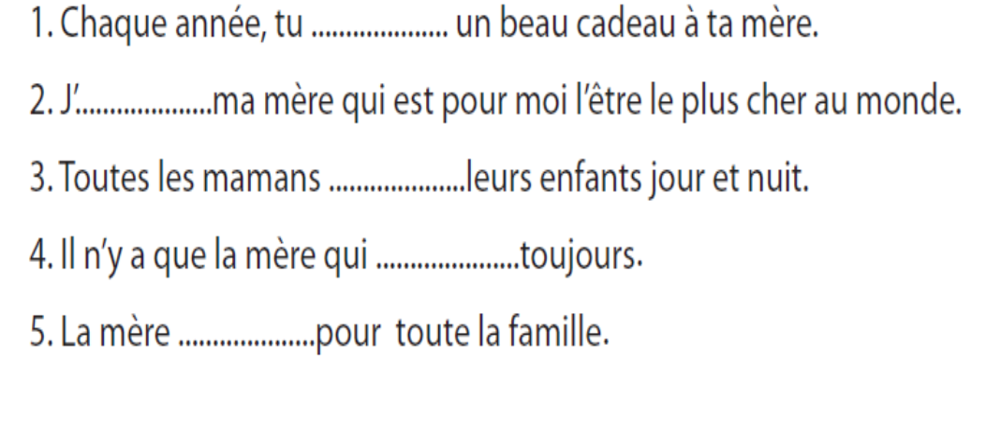 1. Chaque année, tu .................... un beau cadeau à ta mère.
2. J'....................ma mère qui est pour moi l'être le plus cher au monde.
3. Toutes les mamans ....................leurs enfants jour et nuit.
4. Il n'y a que la mère qui .....................toujours.
5. La mère ....................pour toute la famille.